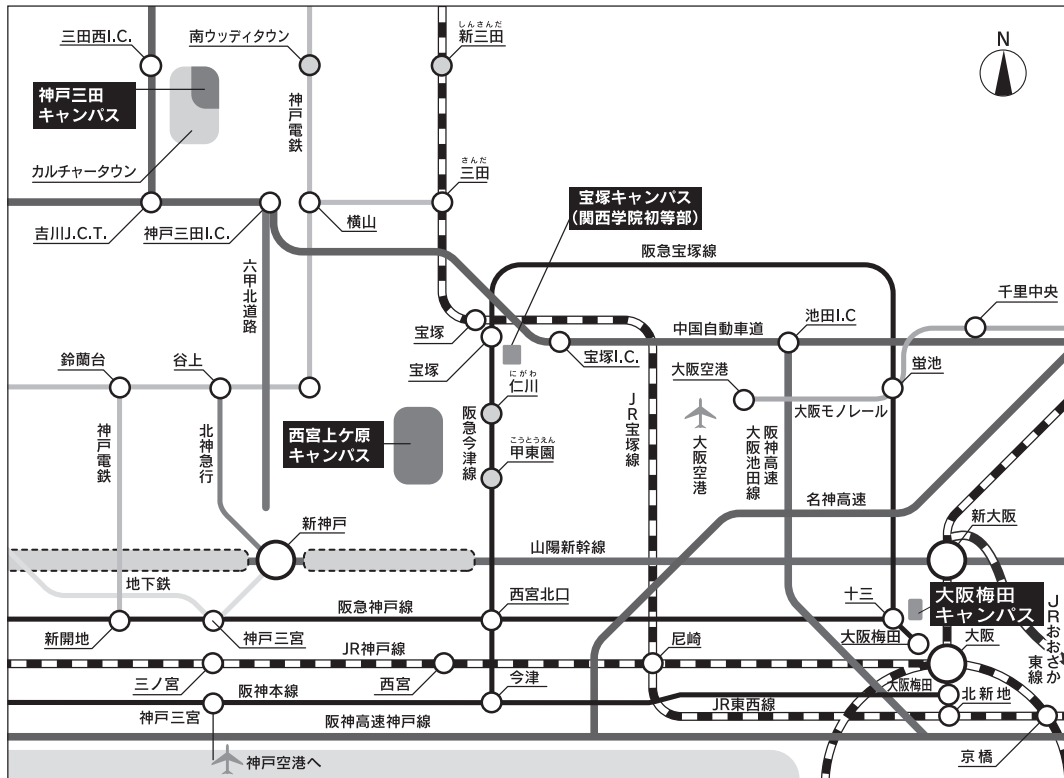 三田西I.C.
南ウッディタウン
しんさんだ
新三田
N
神戸三田
キャンパス
神戸電鉄
カルチャータウン
さんだ
三田
宝塚キャンパス
(関西学院初等部)
吉川J.C.T.
神戸三田I.C.
横山
阪急宝塚線
六甲北道路
千里中央
宝塚
中国自動車道
池田I.C
宝塚
宝塚I.C.
鈴蘭台
谷上
にがわ
仁川
大阪空港
蛍池
大阪モノレール
JR宝塚線
西宮上ケ原
キャンパス
阪急今津線
こうとうえん
甲東園
大阪空港
阪神高速
大阪池田線
神戸電鉄
北神急行
名神高速
新神戸
新大阪
山陽新幹線
地下鉄
阪急神戸線
西宮北口
十三
大阪梅田
キャンパス
JRおおさか
東線
新開地
神戸三宮
大阪梅田
大阪
JR神戸線
尼崎
三ノ宮
西宮
阪神本線
今津
大阪梅田
北新地
神戸三宮
阪神高速神戸線
JR東西線
京橋
神戸空港へ